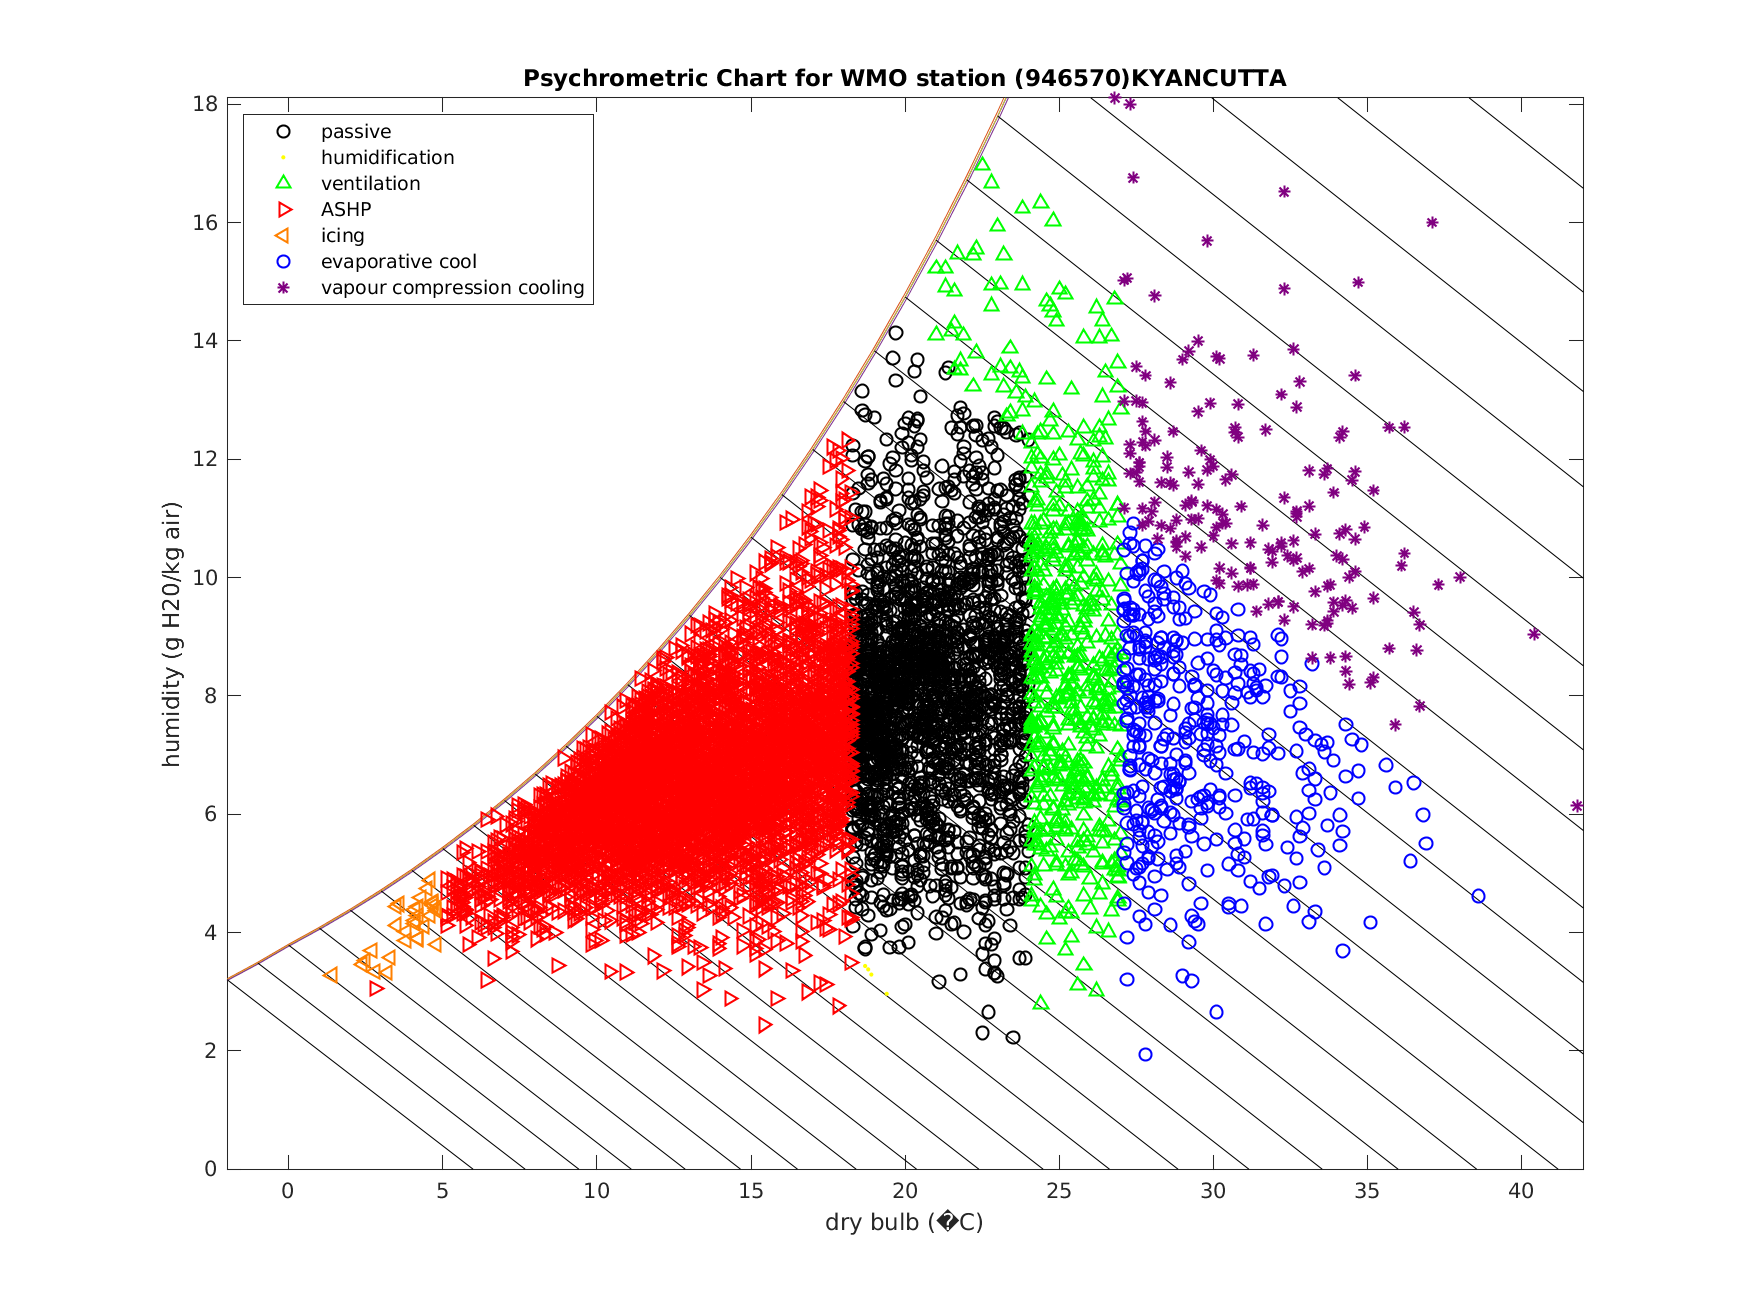 Psychrometric Chart for WMO station (946570)KYANCUTTA
18
16
14
12
10
8
6
4
2
0
humidity (g H20/kg air)
passive
humidification
ventilation
ASHP
icing
evaporative cool
vapour compression cooling
0 5 10 15 20 25 30 35 40
dry bulb (�C)